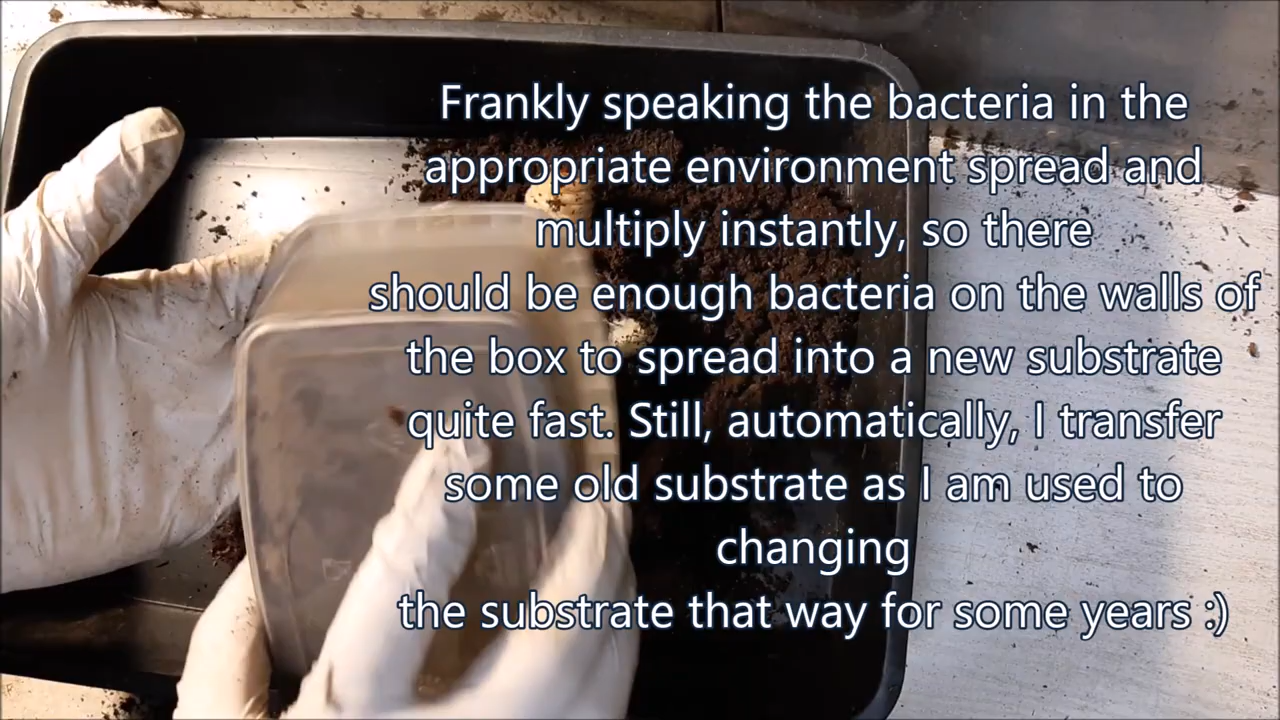 Frankly speaking the bacteria in the
appropriate environment spread and
multiply instantly, so there
should be enough bacteria on the walls of
the box to spread into a new substrate
quite fast. Still, automatically, I transfer
some old substrate as I am used to
changing
the substrate that way for some years :)